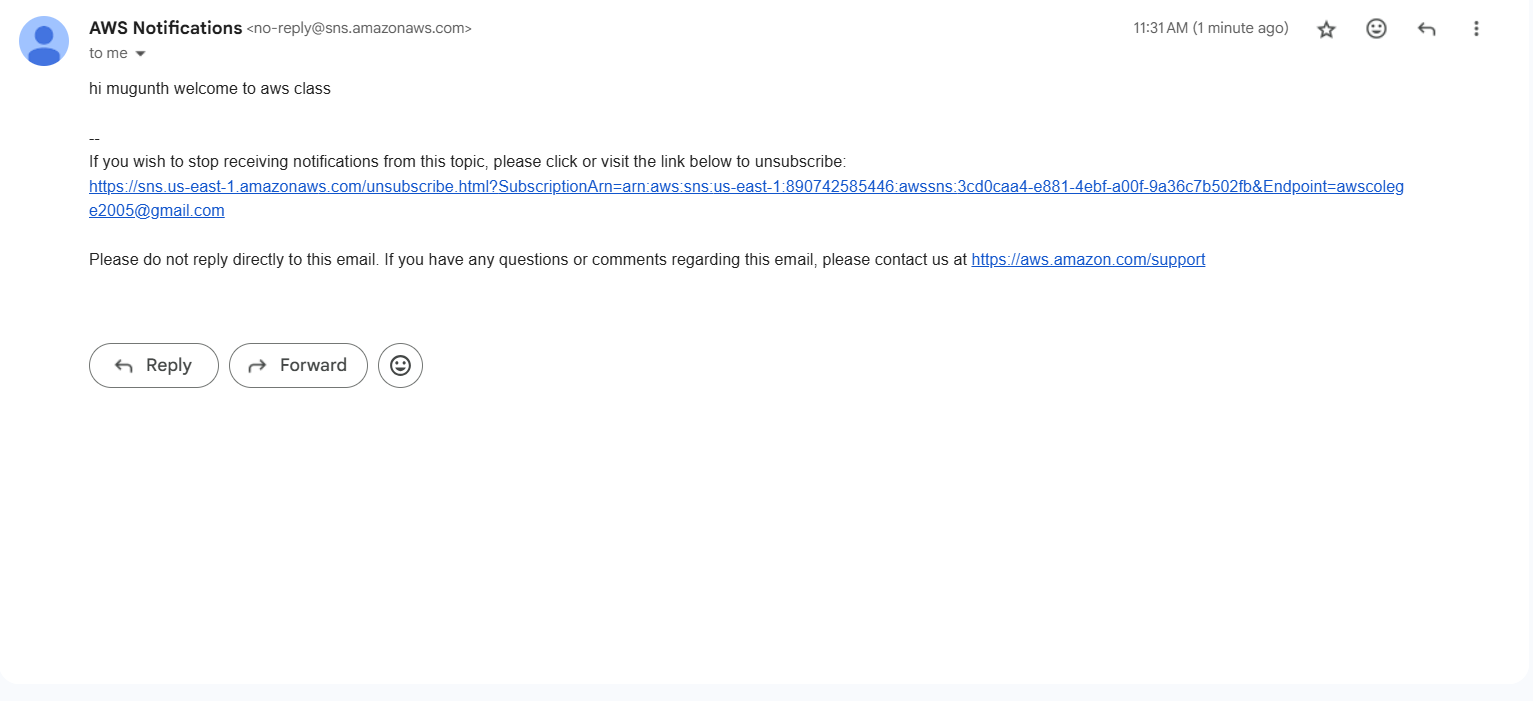 AWS Notifications <no-reply@sns.amazonaws.com> 11:31 AM (1 minute ago)
to me
hi mugunth welcome to aws class
--
If you wish to stop receiving notifications from this topic, please click or visit the link below to unsubscribe:
https://sns.us-east-1.amazonaws.com/unsubscribe.html?SubscriptionArn=arn:aws:sns:us-east-1:890742585446:awssns:3cd0caa4-e881-4ebf-a00f-9a36c7b502fb&Endpoint=awscoleg
e2005@gmail.com
Please do not reply directly to this email. If you have any questions or comments regarding this email, please contact us at https://aws.amazon.com/support
Reply Forward